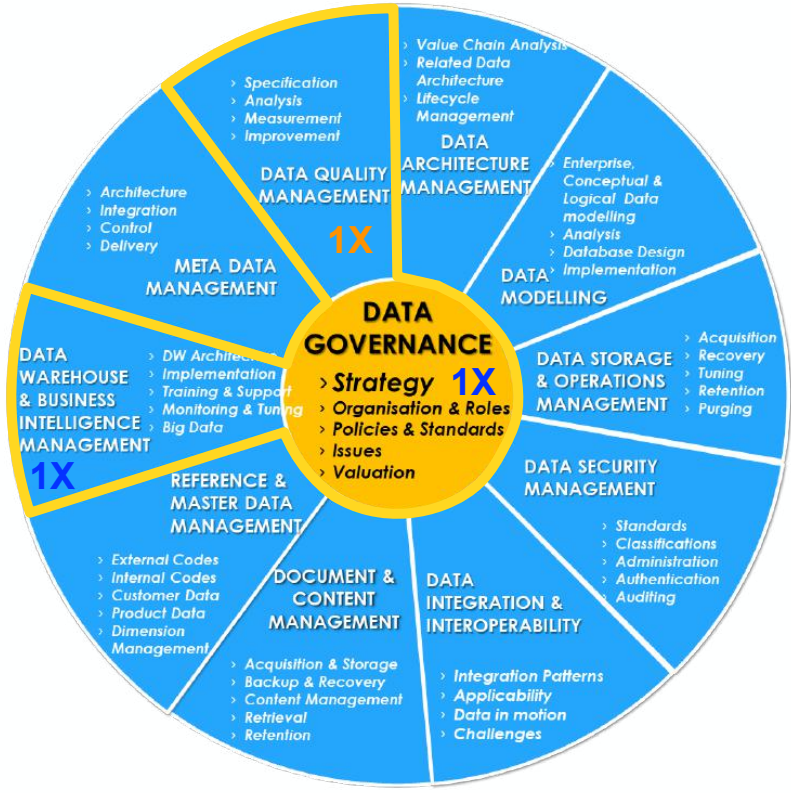 › Value Chain Analysis
› Related Data
Architecture
› Lifecycle
Management
DATA
ARCHITECTURE
MANAGEMENT
› Enterprise,
Conceptual &
Logical Data
modelling
› Analysis
› Database Design
› Implementation
DATA
MODELLING
DATA STORAGE
& OPERATIONS
MANAGEMENT
› Acquisition
› Recovery
› Tuning
› Retention
› Purging
DATA SECURITY
MANAGEMENT
› Standards
› Classifications
› Administration
› Authentication
› Auditing
DATA
INTEGRATION &
INTEROPERABILITY
› Integration Patterns
› Applicability
› Data in motion
› Challenges
DOCUMENT &
CONTENT
MANAGEMENT
› Acquisition & Storage
› Backup & Recovery
› Content Management
› Retrieval
› Retention
REFERENCE &
MASTER DATA
MANAGEMENT
› External Codes
› Internal Codes
› Customer Data
› Product Data
› Dimension
Management
DATA
WAREHOUSE
& BUSINESS
INTELLIGENCE
MANAGEMENT
1X
› DW Architecture
› Implementation
› Training & Support
› Monitoring & Tuning
› Big Data
› Architecture
› Integration
› Control
› Delivery
META DATA
MANAGEMENT
› Specification
› Analysis
› Measurement
› Improvement
DATA QUALITY
MANAGEMENT
1X
DATA
GOVERNANCE
› Strategy 1X
› Organisation & Roles
› Policies & Standards
› Issues
› Valuation